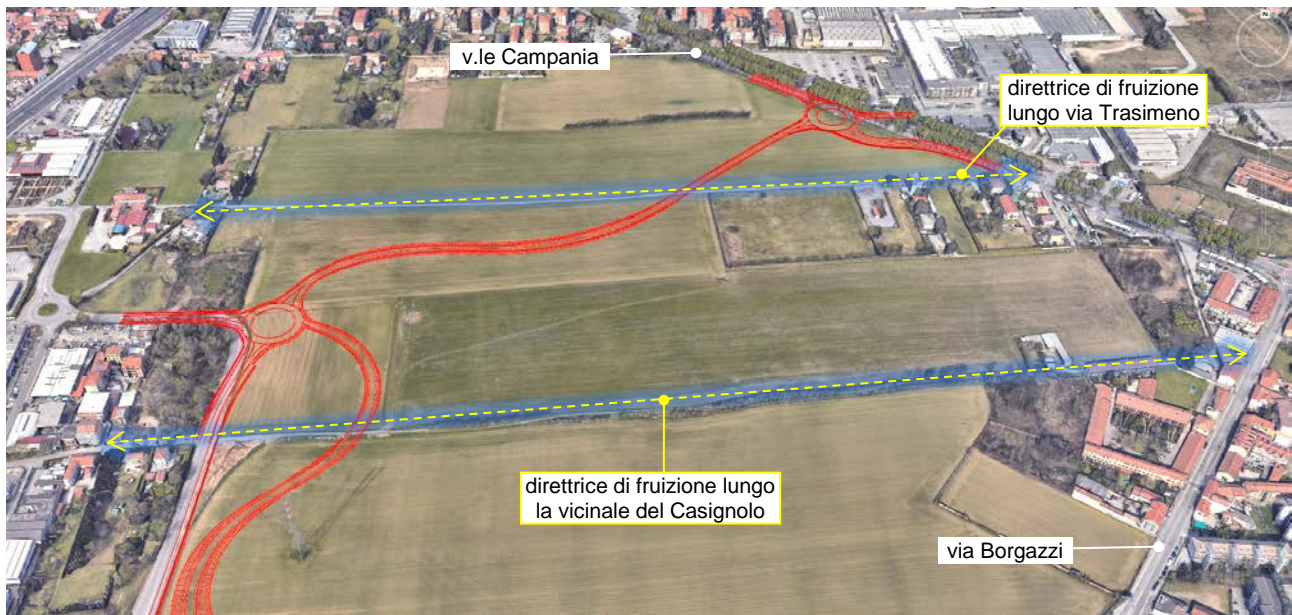 v.le Campania
direttrice di fruizione
lungo via Trasimeno
direttrice di fruizione lungo
la vicinale del Casignolo
via Borgazzi